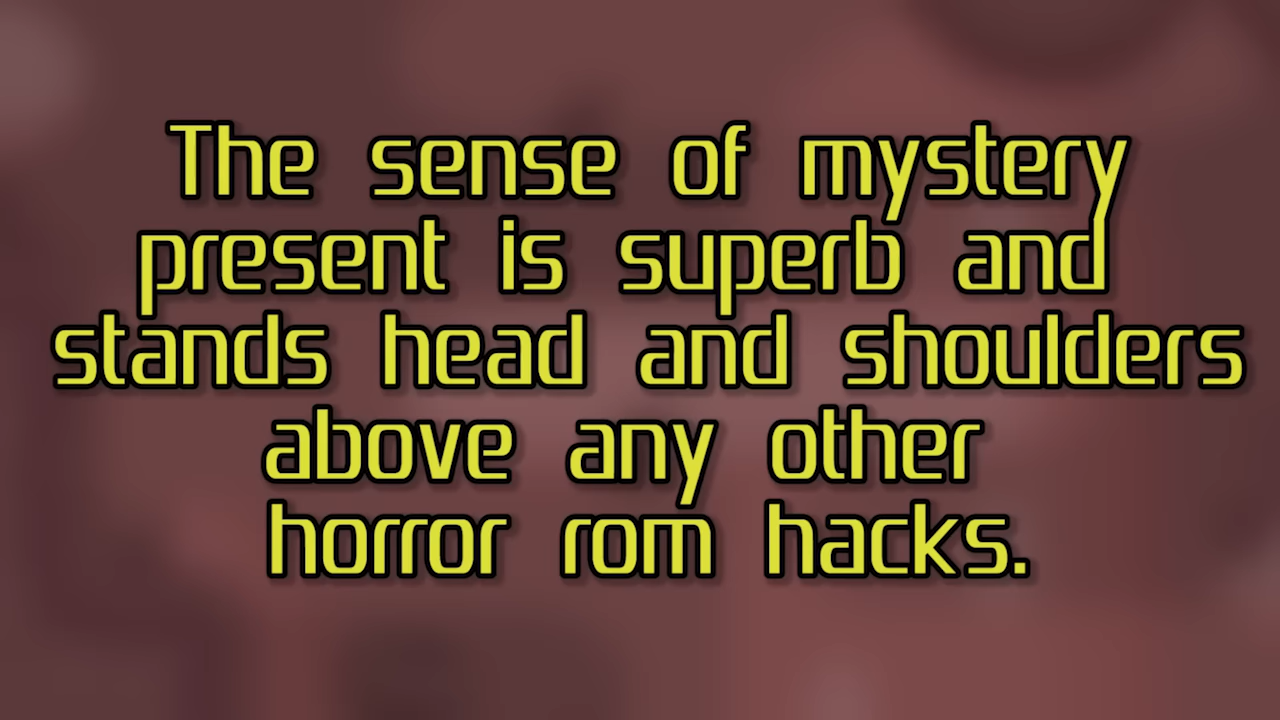 The sense of mystery
present is superb and
stands head and shoulders
above any other
horror rom hacks.